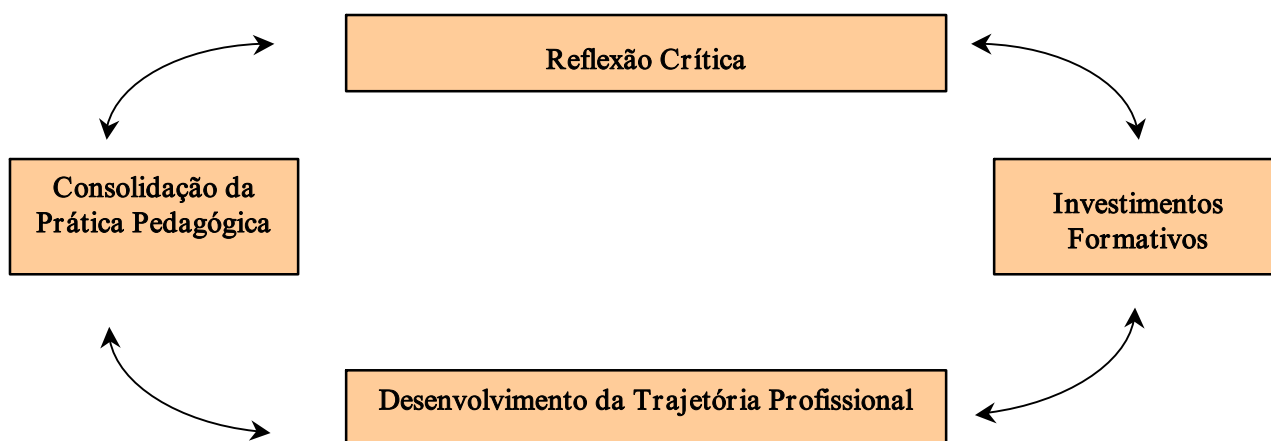 Reflexão Crítica
Consolidação da
Prática Pedagógica
Investimentos
Formativos
Desenvolvimento da Trajetória Profissional